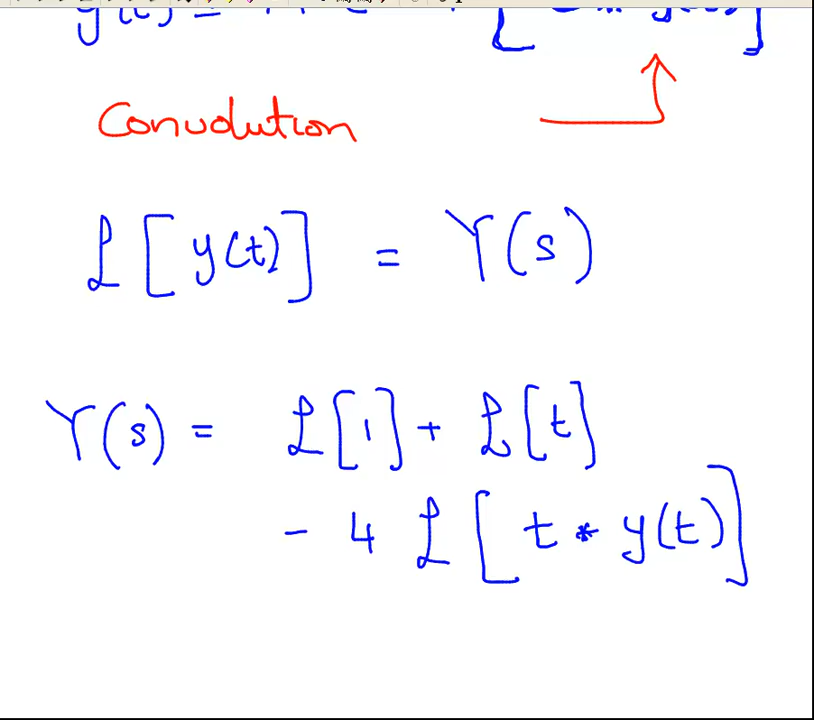 y(t) =
Convolution
ℒ[y(t)] = Y(s)
Y(s) = ℒ[1] + ℒ[t]
- 4 ℒ[t * y(t)]